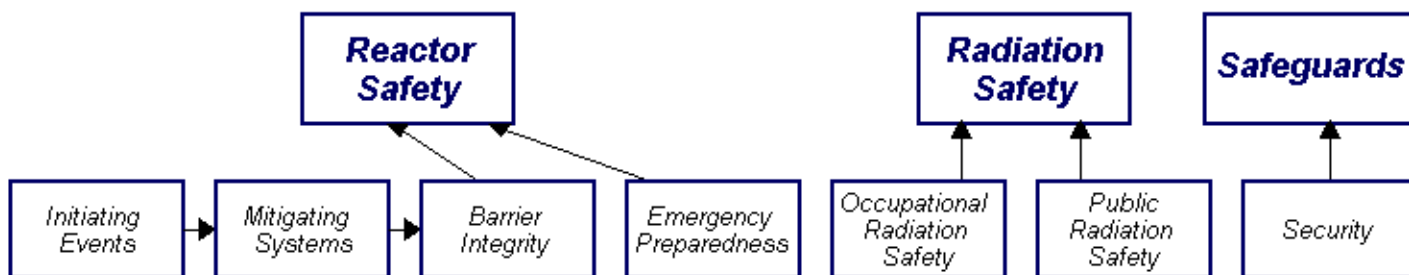 Reactor
Safety
Radiation
Safety
Safeguards
Initiating
Events
Mitigating
Systems
Barrier
Integrity
Emergency
Preparedness
Occupational
Radiation
Safety
Public
Radiation
Safety
Security